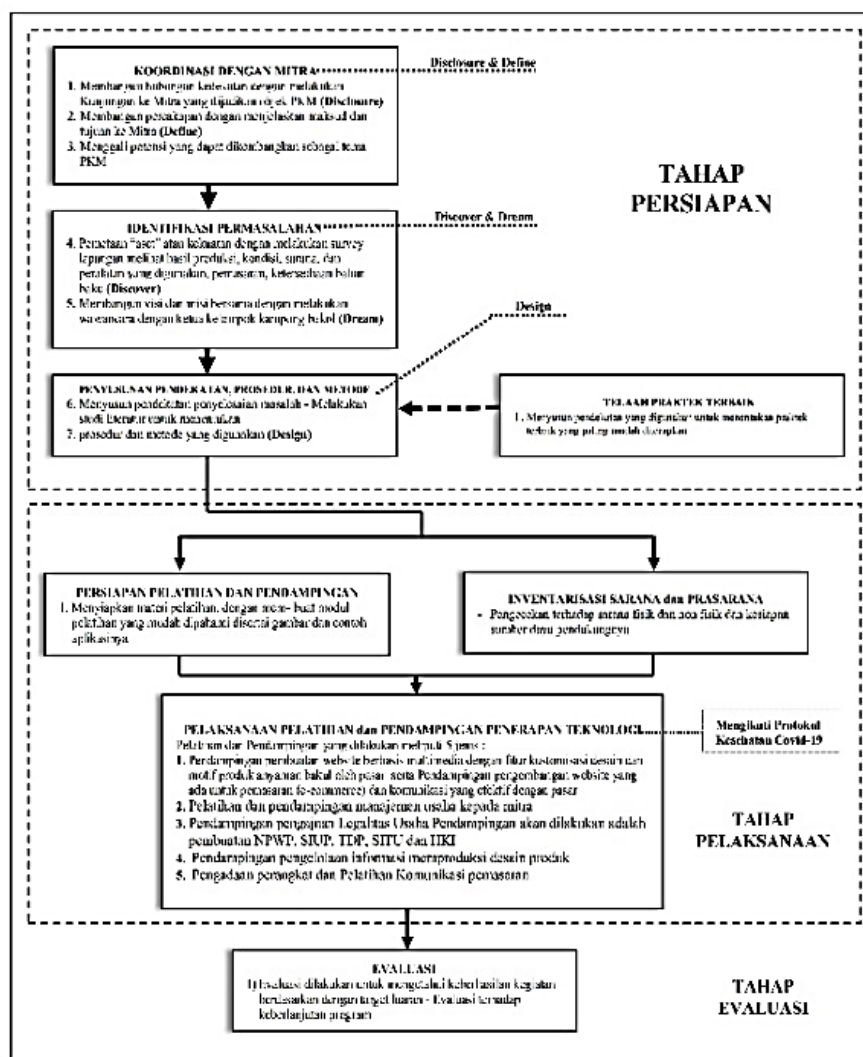 KOORDINASI DENGAN MITRA
Disclosure & Define
1. Membangun hubungan kedekatan dengan melakukan
Kunjungan ke Mitra yang dijadikan objek PKM (Disclosure)
2. Membangun percakapan dengan menjelaskan maksud dan
tujuan ke Mitra (Define)
3. Menggali potensi yang dapat dikembangkan sebagai tema
PKM
TAHAP
PERSIAPAN
IDENTIFIKASI PERMASALAHAN
Discover & Dream
4. Pemetaan "aset" atau kekuatan dengan melakukan survey
lapangan melihat hasil produksi, kondisi, sarana, dan
peralatan yang digunakan, pemasaran, ketersediaan bahan
baku (Discover)
5. Membangun visi dan misi bersama dengan melakukan
wawancara dengan ketua kelompok kampung bakul (Dream)
Design
PENYUSUNAN PENDEKATAN, PROSEDUR, DAN METODE
6. Menyusun pendekatan penyelesaian masalah - Melakukan
studi literatur untuk menentukan
7. prosedur dan metode yang digunakan (Design)
TELAAH PRAKTEK TERBAIK
1. Menyusun pendekatan yang digunakan untuk menentukan praktek
terbaik yang paling mudah diterapkan
PERSIAPAN PELATIHAN DAN PENDAMPINGAN
1. Menyiapkan materi pelatihan, dengan mem- buat modul
pelatihan yang mudah dipahami disertai gambar dan contoh
aplikasinya
INVENTARISASI SARANA dan PRASARANA
- Pengecekan terhadap sarana fisik dan non fisik dan kesiapan
sumber daya pendukungnya
PELAKSANAAN PELATIHAN dan PENDAMPINGAN PENERAPAN TEKNOLOGI
Mengikuti Protokol
Kesehatan Covid-19
Pelatihan dan Pendampingan yang dilakukan meliputi 5 jenis :
1. Pendampingan pembuatan website berbasis multimedia dengan fitur kustomisasi desain dan
motif produk anyaman bakul oleh pasar serta Pendampingan pengembangan website yang
ada untuk pemasaran (e-commerce) dan komunikasi yang efektif dengan pasar
2. Pelatihan dan pendampingan manajemen usaha kepada mitra
3. Pendampingan pengajuan Legalitas Usaha Pendampingan akan dilakukan adalah
pembuatan NPWP, SIUP, TDP, SITU dan HKI
4. Pendampingan pengelolaan informasi mereproduksi desain produk
5. Pengadaan perangkat dan Pelatihan Komunikasi pemasaran
TAHAP
PELAKSANAAN
EVALUASI
1) Evaluasi dilakukan untuk mengetahui keberhasilan kegiatan
berdasarkan dengan target luaran - Evaluasi terhadap
keberlanjutan program
TAHAP
EVALUASI